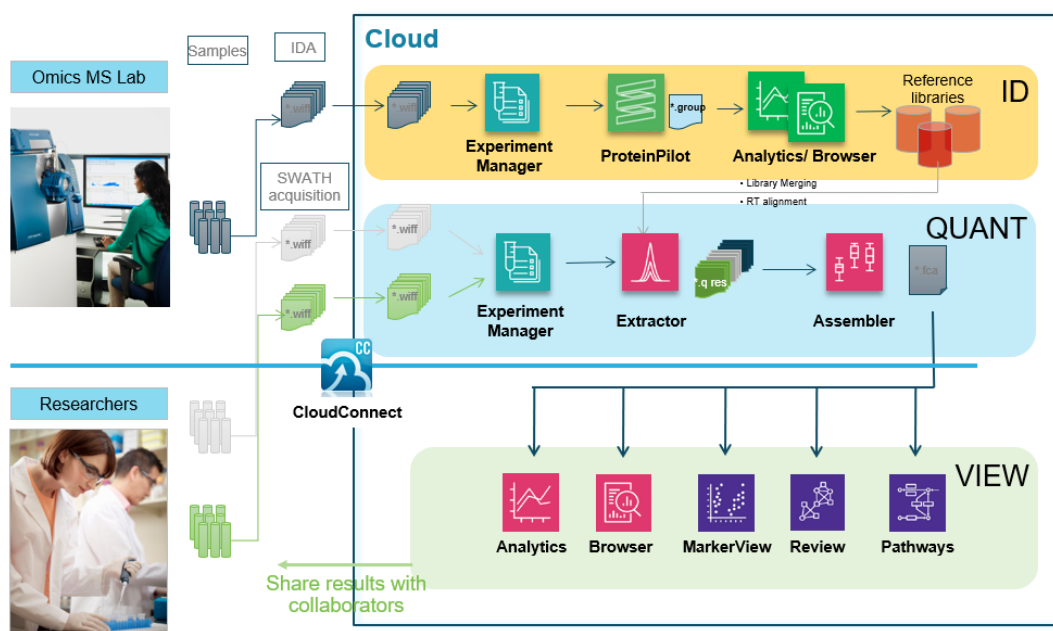 Cloud
Samples
IDA
Omics MS Lab
*.wiff
*.wiff
Experiment
Manager
ProteinPilot
*.group
Analytics/ Browser
Reference
libraries
ID
SWATH
acquisition
• Library Merging
• RT alignment
QUANT
*.wiff
*.wiff
*.wiff
*.wiff
Experiment
Manager
Extractor
*.q res
Assembler
*.fca
CC
CloudConnect
Researchers
VIEW
Analytics
Browser
MarkerView
Review
Pathways
Share results with
collaborators